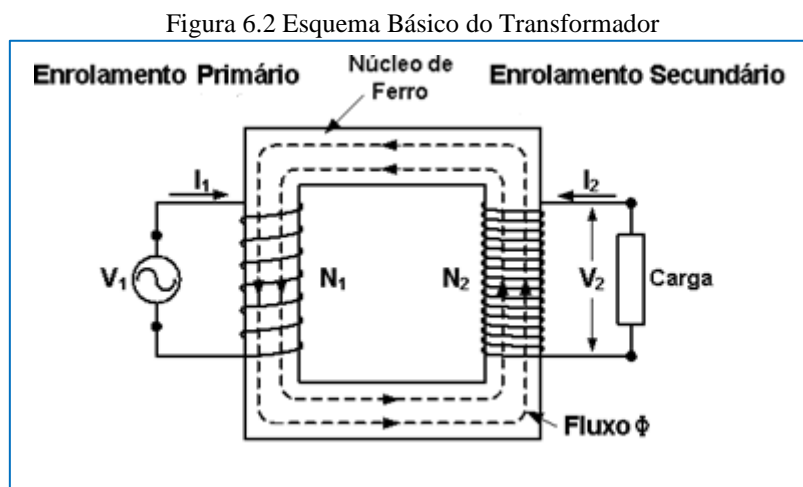 Figura 6.2 Esquema Básico do Transformador
Enrolamento Primário
Núcleo de
Ferro
Enrolamento Secundário
I₁
I₂
V₁
N₁
N₂
V₂
Carga
Fluxo Φ